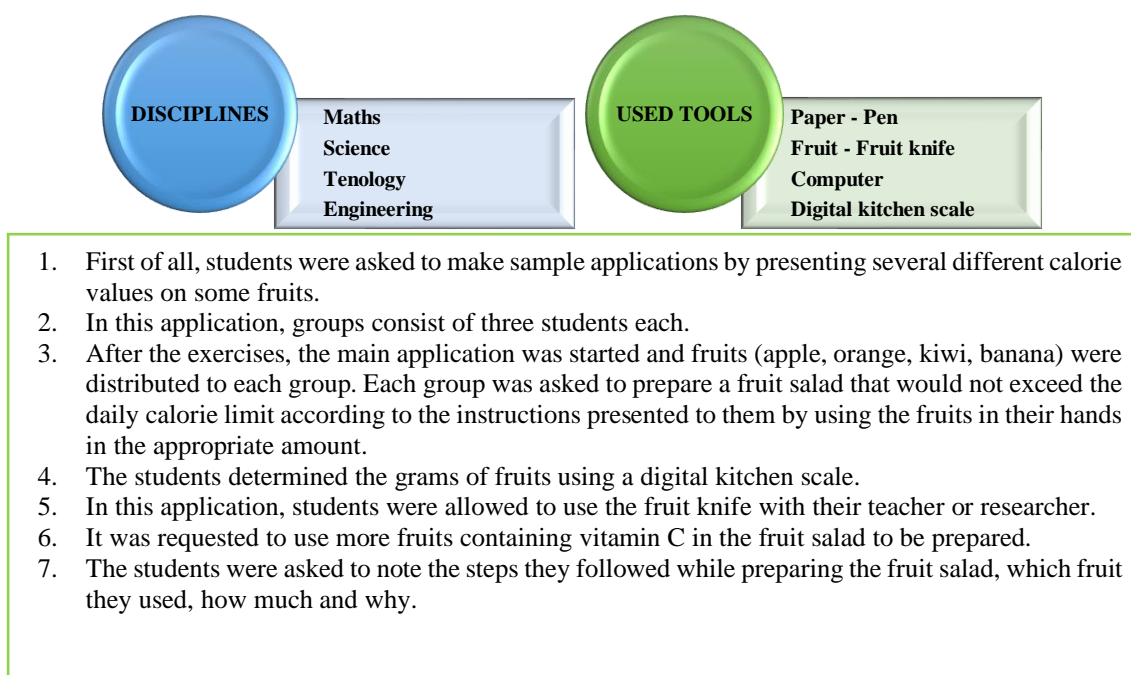 DISCIPLINES
Maths
Science
Tenology
Engineering
USED TOOLS
Paper - Pen
Fruit - Fruit knife
Computer
Digital kitchen scale
1. First of all, students were asked to make sample applications by presenting several different calorie
values on some fruits.
2. In this application, groups consist of three students each.
3. After the exercises, the main application was started and fruits (apple, orange, kiwi, banana) were
distributed to each group. Each group was asked to prepare a fruit salad that would not exceed the
daily calorie limit according to the instructions presented to them by using the fruits in their hands
in the appropriate amount.
4. The students determined the grams of fruits using a digital kitchen scale.
5. In this application, students were allowed to use the fruit knife with their teacher or researcher.
6. It was requested to use more fruits containing vitamin C in the fruit salad to be prepared.
7. The students were asked to note the steps they followed while preparing the fruit salad, which fruit
they used, how much and why.